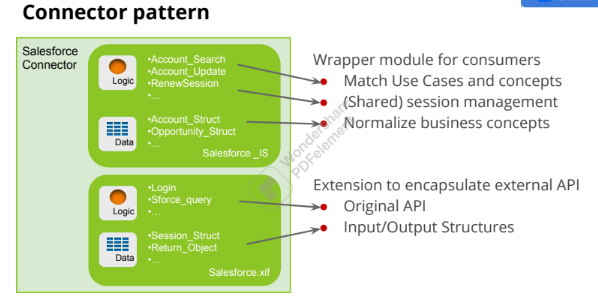 Connector pattern
Salesforce
Connector
Logic
•Account_Search
•Account_Update
•RenewSession
•...
Data
•Account_Struct
•Opportunity_Struct
•...
Salesforce _IS
Wrapper module for consumers
• Match Use Cases and concepts
• (Shared) session management
• Normalize business concepts
Logic
•Login
•Sforce_query
•...
Data
•Session_Struct
•Return_Object
•...
Salesforce.xif
Extension to encapsulate external API
• Original API
• Input/Output Structures
Wondershare
PDFelement